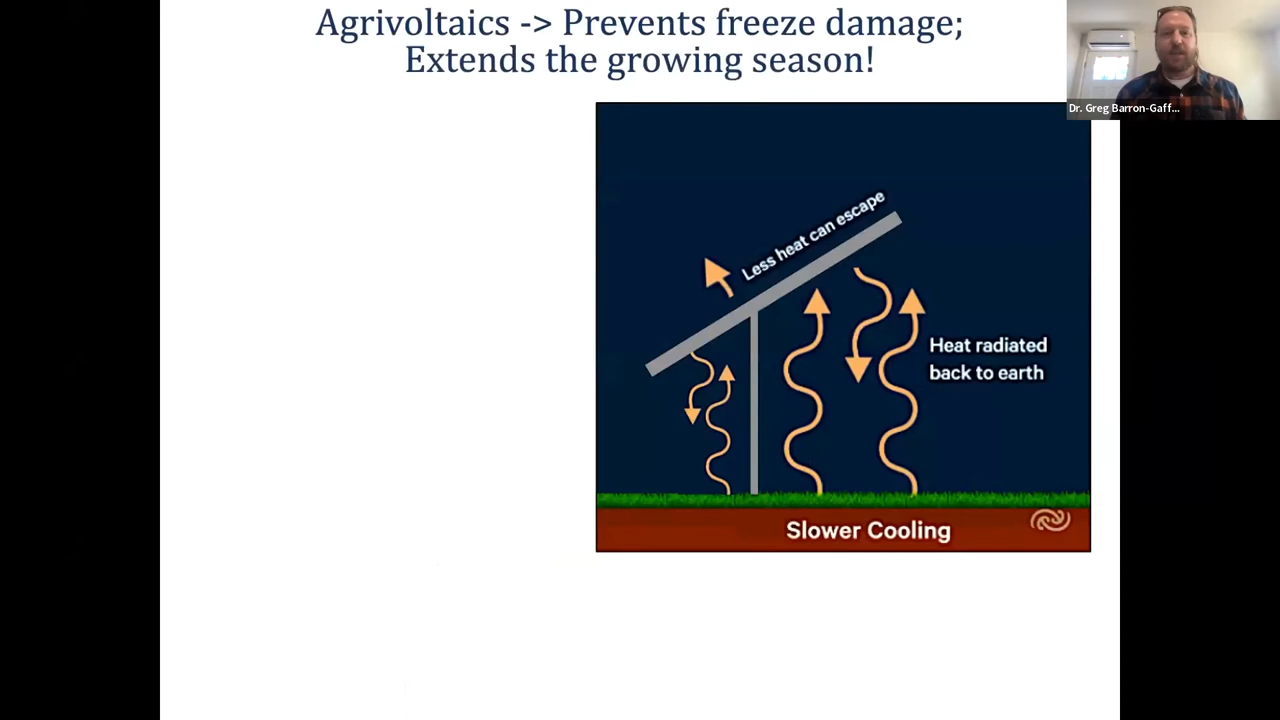 Agrivoltaics -> Prevents freeze damage;
Extends the growing season!
Dr. Greg Barron-Gaff...
Less heat can escape
Heat radiated
back to earth
Slower Cooling